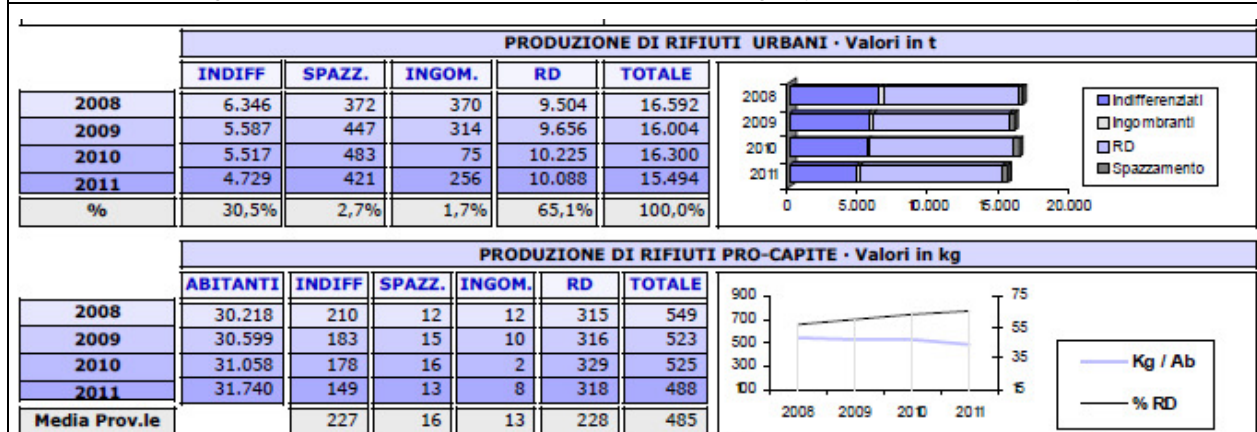 PRODUZIONE DI RIFIUTI URBANI · Valori in t
INDIFF SPAZZ. INGOM. RD TOTALE
2008 6.346 372 370 9.504 16.592
2009 5.587 447 314 9.656 16.004
2010 5.517 483 75 10.225 16.300
2011 4.729 421 256 10.088 15.494
% 30,5% 2,7% 1,7% 65,1% 100,0%
2008
2009
2010
2011
0 5.000 10.000 15.000 20.000
Indifferenziati
Ingombranti
RD
Spazzamento
PRODUZIONE DI RIFIUTI PRO-CAPITE · Valori in kg
ABITANTI INDIFF SPAZZ. INGOM. RD TOTALE
2008 30.218 210 12 12 315 549
2009 30.599 183 15 10 316 523
2010 31.058 178 16 2 329 525
2011 31.740 149 13 8 318 488
Media Prov.le 227 16 13 228 485
900 75
700
55
500
35
300
100 15
2008 2009 2010 2011
Kg / Ab
% RD